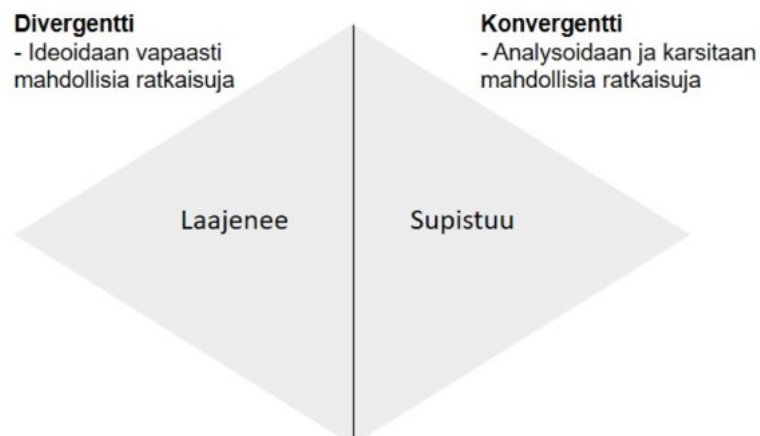 Divergentti
- Ideoidaan vapaasti
mahdollisia ratkaisuja
Konvergentti
- Analysoidaan ja karsitaan
mahdollisia ratkaisuja
Laajenee
Supistuu